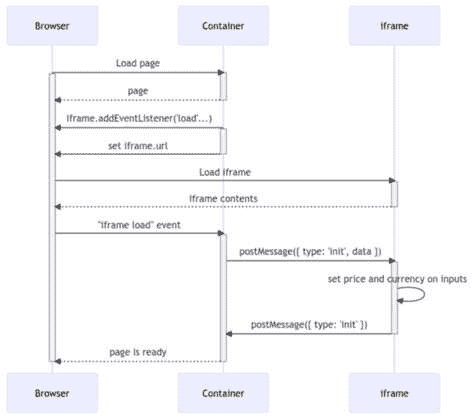 Browser
Container
iframe
Load page
page
iframe.addEventListener('load'...)
set iframe.url
Load iframe
iframe contents
"iframe load" event
postMessage({ type: 'init', data })
set price and currency on inputs
postMessage({ type: 'init' })
page is ready
Browser
Container
iframe